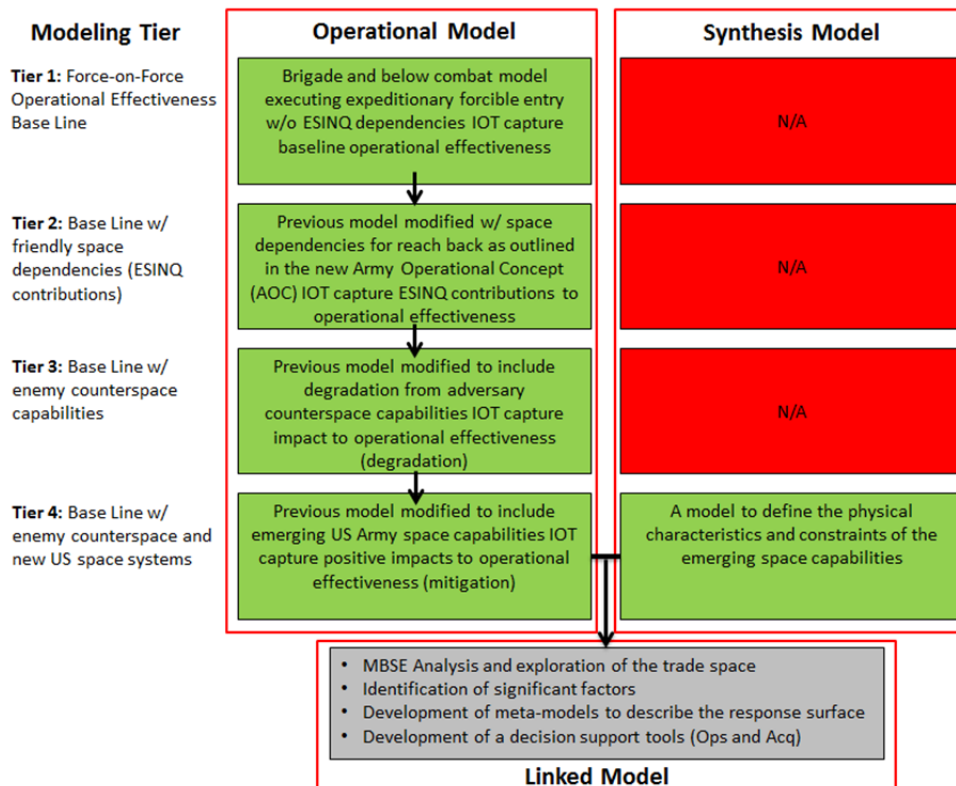 Modeling Tier
Operational Model
Synthesis Model
Tier 1: Force-on-Force
Operational Effectiveness
Base Line
Brigade and below combat model
executing expeditionary forcible entry
w/o ESINQ dependencies IOT capture
baseline operational effectiveness
N/A
Tier 2: Base Line w/
friendly space
dependencies (ESINQ
contributions)
Previous model modified w/ space
dependencies for reach back as outlined
in the new Army Operational Concept
(AOC) IOT capture ESINQ contributions to
operational effectiveness
N/A
Tier 3: Base Line w/
enemy counterspace
capabilities
Previous model modified to include
degradation from adversary
counterspace capabilities IOT capture
impact to operational effectiveness
(degradation)
N/A
Tier 4: Base Line w/
enemy counterspace and
new US space systems
Previous model modified to include
emerging US Army space capabilities IOT
capture positive impacts to operational
effectiveness (mitigation)
A model to define the physical
characteristics and constraints of the
emerging space capabilities
• MBSE Analysis and exploration of the trade space
• Identification of significant factors
• Development of meta-models to describe the response surface
• Development of a decision support tools (Ops and Acq)
Linked Model